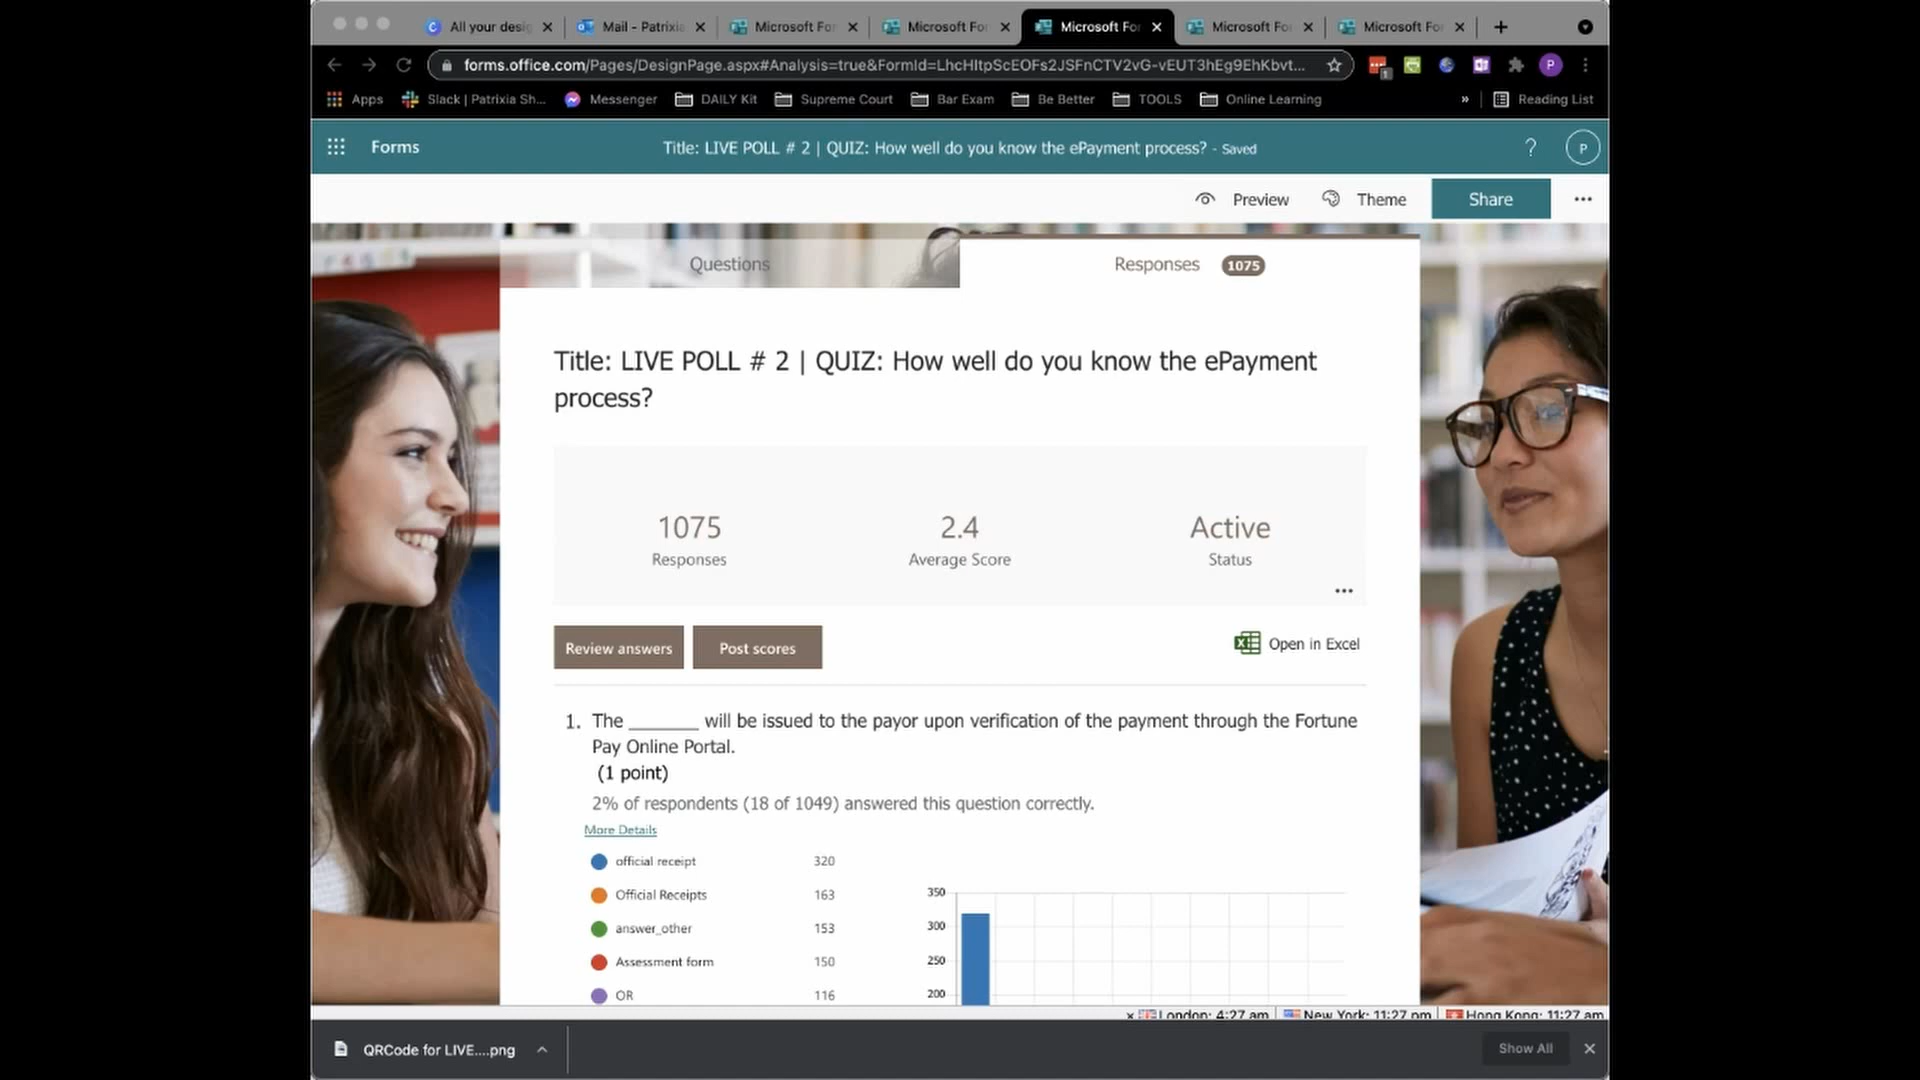 All your desig
Mail - Patrixia
Microsoft For
Microsoft For
Microsoft For
Microsoft For
Microsoft For
forms.office.com/Pages/DesignPage.aspx#Analysis=true&FormId=LhcHItpScEOFs2JSFnCTV2vG-vEUT3hEg9EhKbvt...
1
P
Apps
Slack | Patrixia Sh...
Messenger
DAILY Kit
Supreme Court
Bar Exam
Be Better
TOOLS
Online Learning
»
Reading List
Forms
Title: LIVE POLL # 2 | QUIZ: How well do you know the ePayment process? - Saved
?
P
Preview
Theme
Share
Questions
Responses 1075
Title: LIVE POLL # 2 | QUIZ: How well do you know the ePayment
process?
1075
Responses
2.4
Average Score
Active
Status
Review answers
Post scores
Open in Excel
1. The _______ will be issued to the payor upon verification of the payment through the Fortune
Pay Online Portal.
(1 point)
2% of respondents (18 of 1049) answered this question correctly.
More Details
official receipt 320
Official Receipts 163
answer_other 153
Assessment form 150
OR 116
350
300
250
200
London: 4:27 am
New York: 11:27 pm
Hong Kong: 11:27 am
QRCode for LIVE....png
Show All